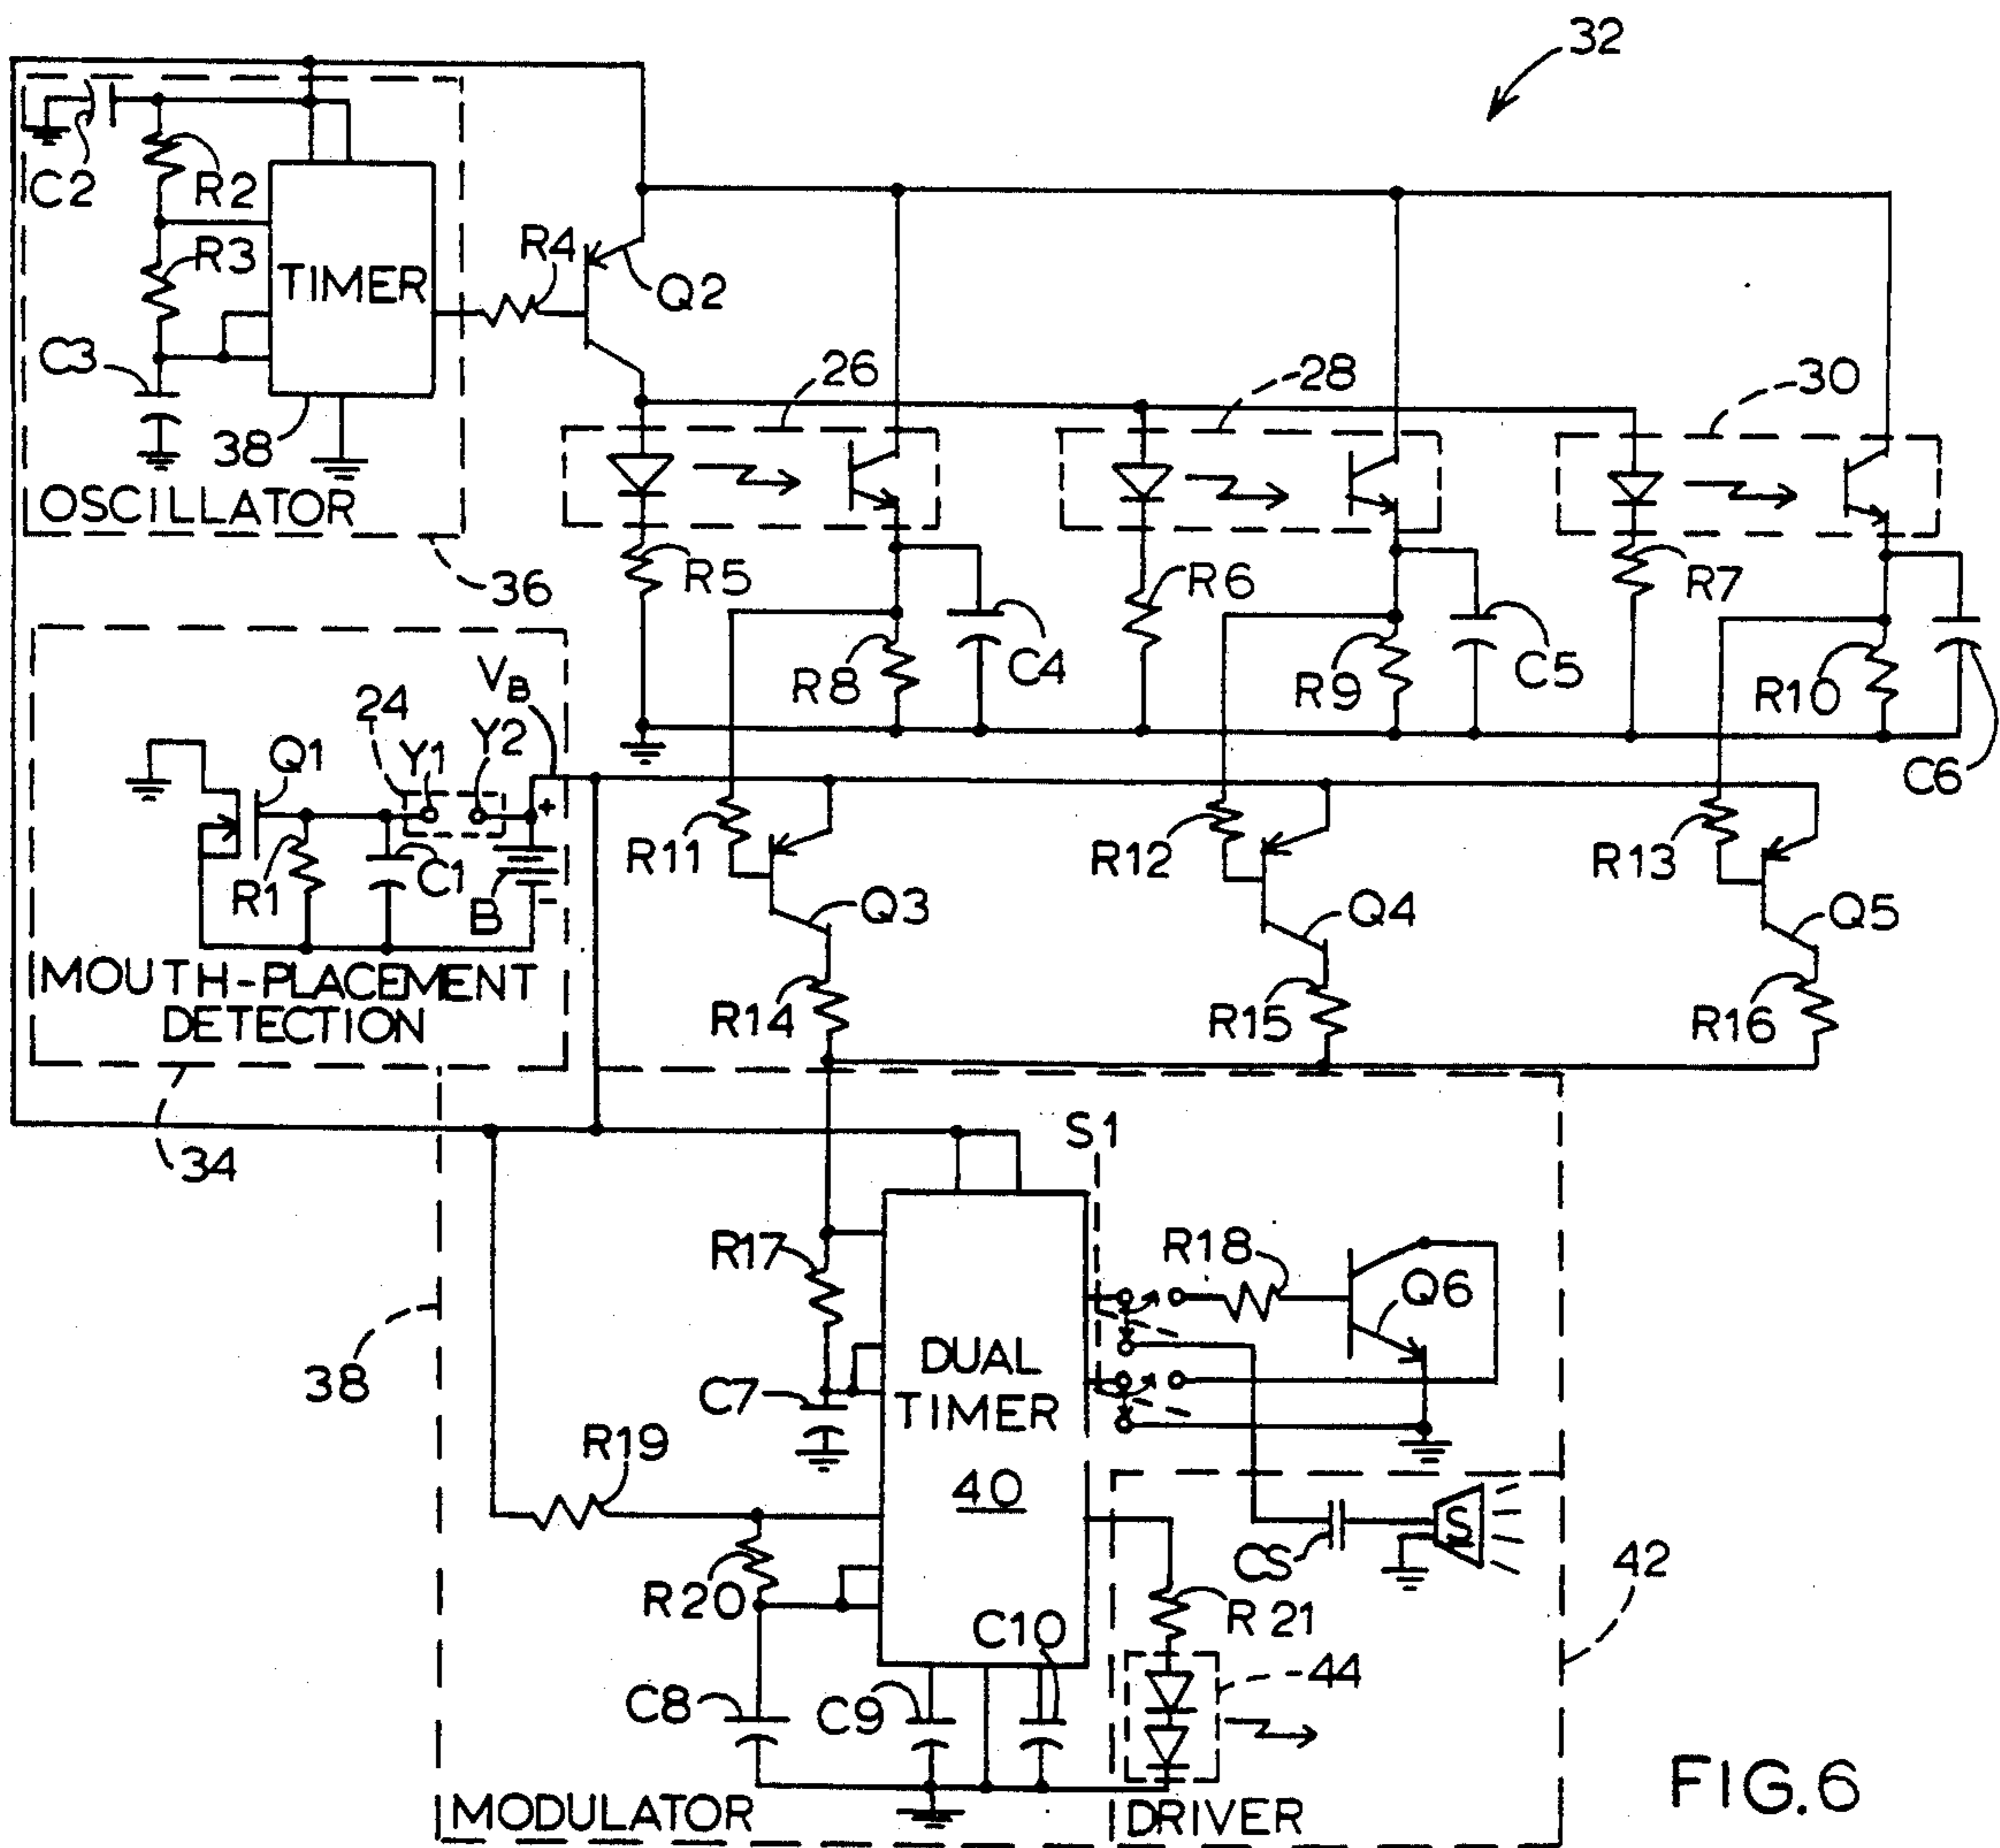 32
C2
R2
R3
TIMER
R4
Q2
C3
38
OSCILLATOR
36
26
28
30
R5
R6
R7
R8
C4
R9
C5
R10
C6
24
VB
Y1
Y2
Q1
+
R1
C1
B
-
MOUTH-PLACEMENT
DETECTION
34
R11
Q3
R12
Q4
R13
Q5
R14
R15
R16
S1
R17
R18
Q6
38
C7
DUAL
TIMER
40
R19
R20
CS
S
42
R21
C10
44
C8
C9
MODULATOR
DRIVER
FIG.6